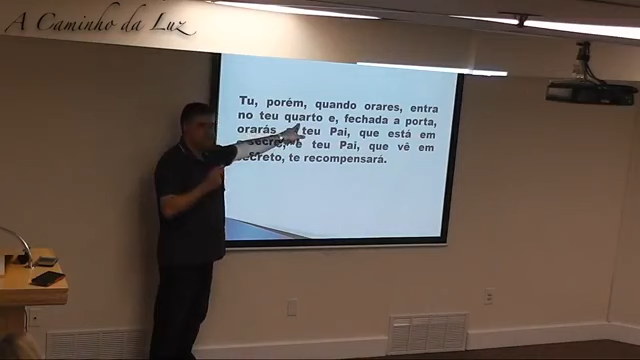 A Caminho da Luz
Tu, porém, quando orares, entra
no teu quarto e, fechada a porta,
orarás teu Pai, que está em
e teu Pai, que vê em
secreto, te recompensará.